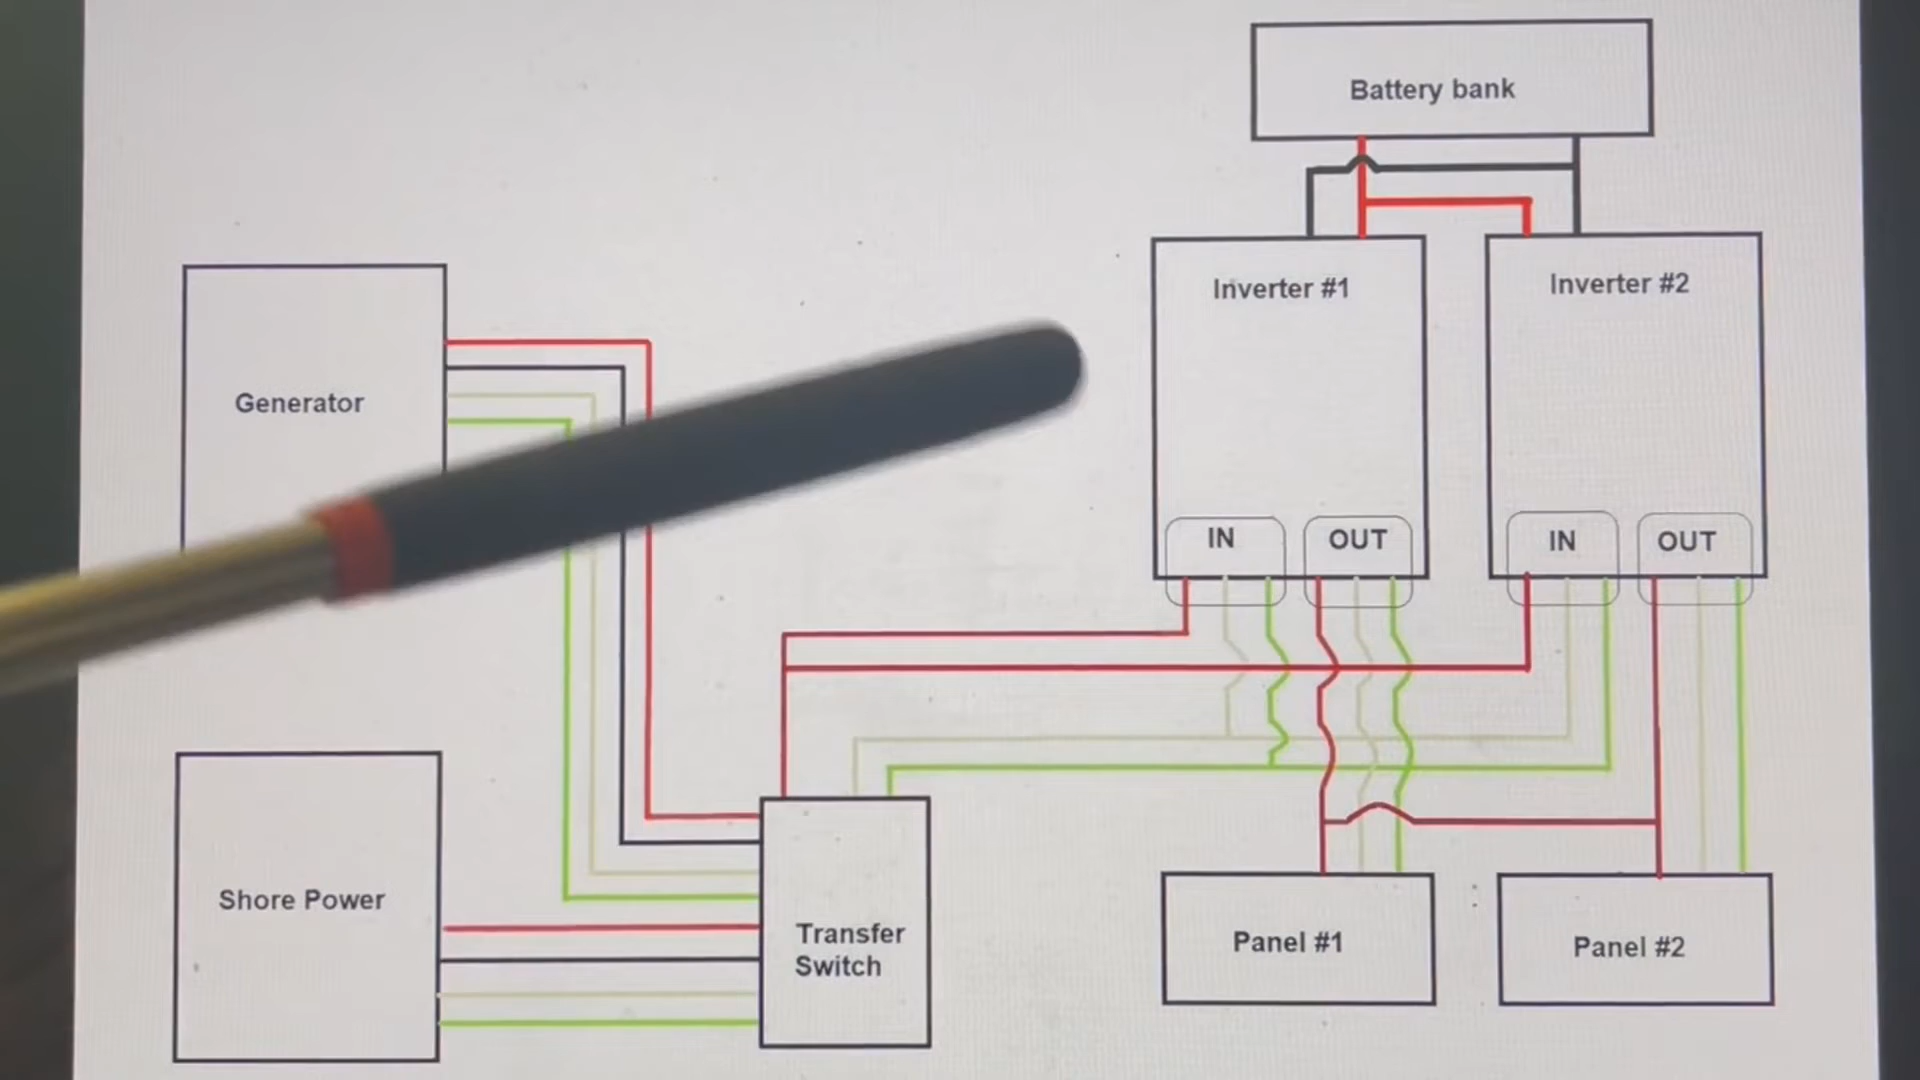 Battery bank
Inverter #1
Inverter #2
Generator
IN
OUT
IN
OUT
Shore Power
Transfer
Switch
Panel #1
Panel #2